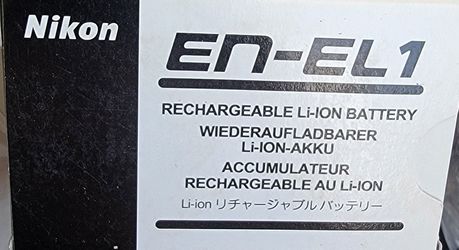 Nikon
EN-EL1
RECHARGEABLE Li-ION BATTERY
WIEDERAUFLADBARER
Li-ION-AKKU
ACCUMULATEUR
RECHARGEABLE AU Li-ION
Li-ion リチャージャブル バッテリー